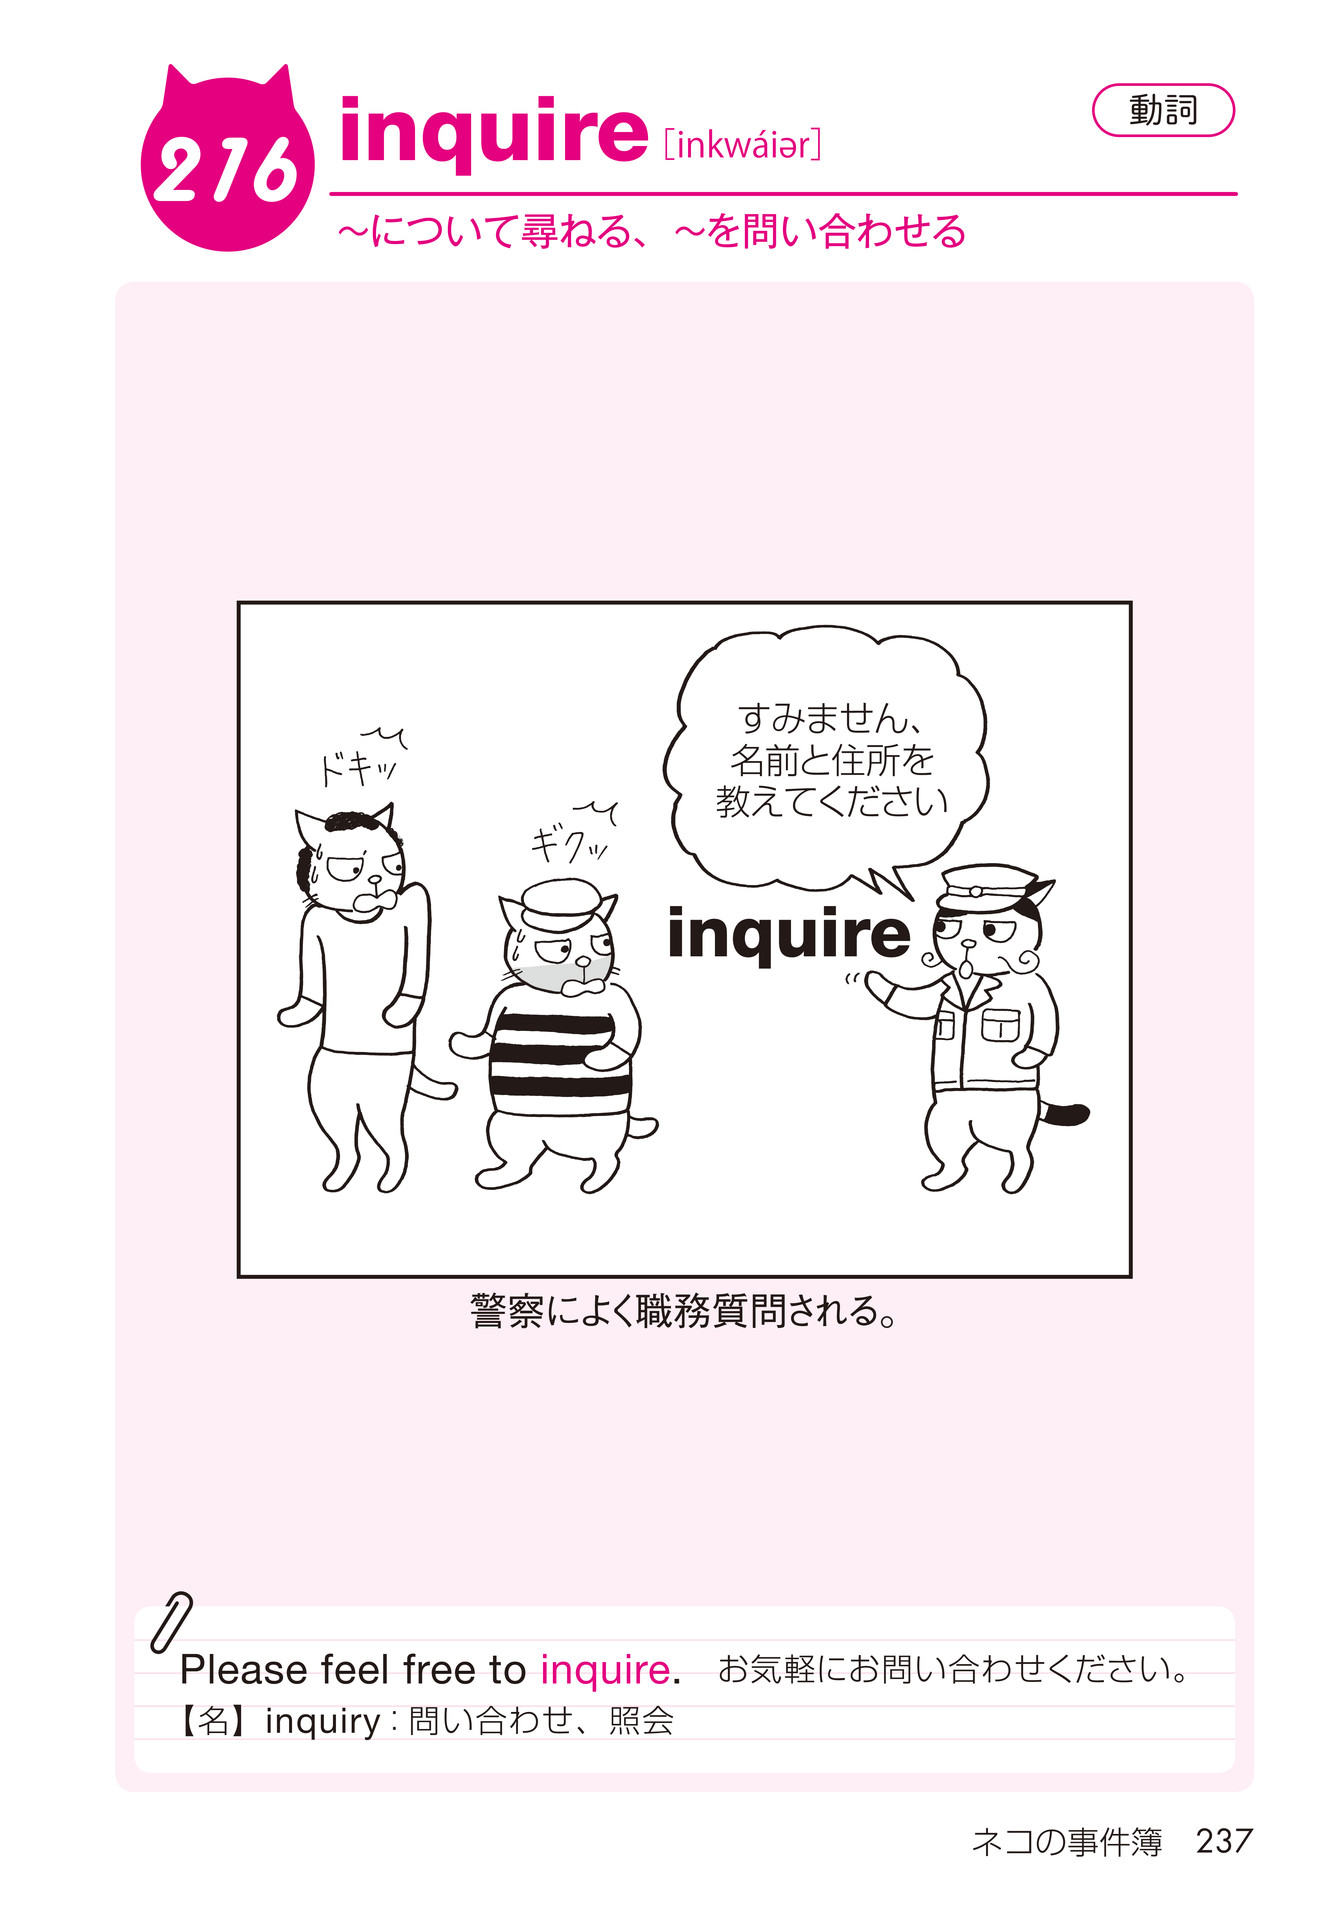 216
inquire [inkwáiər]
動詞
～について尋ねる、～を問い合わせる
すみません、
名前と住所を
教えてください
ドキッ
ギクッ
inquire
警察によく職務質問される。
Please feel free to inquire. お気軽にお問い合わせください。
【名】inquiry：問い合わせ、照会
ネコの事件簿 237